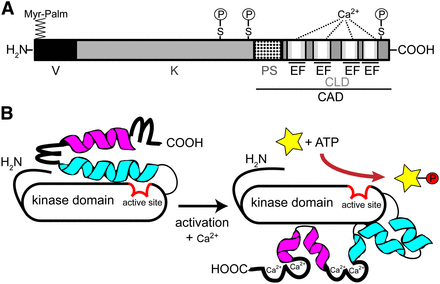 A
Myr-Palm
P P Ca²⁺ P
S S S
H₂N COOH
V K PS EF EF EF EF
CLD
CAD
B
COOH
H₂N
kinase domain
active site
activation
+ Ca²⁺
+ ATP
P
H₂N
kinase domain
active site
HOOC
Ca²⁺ Ca²⁺ Ca²⁺ Ca²⁺